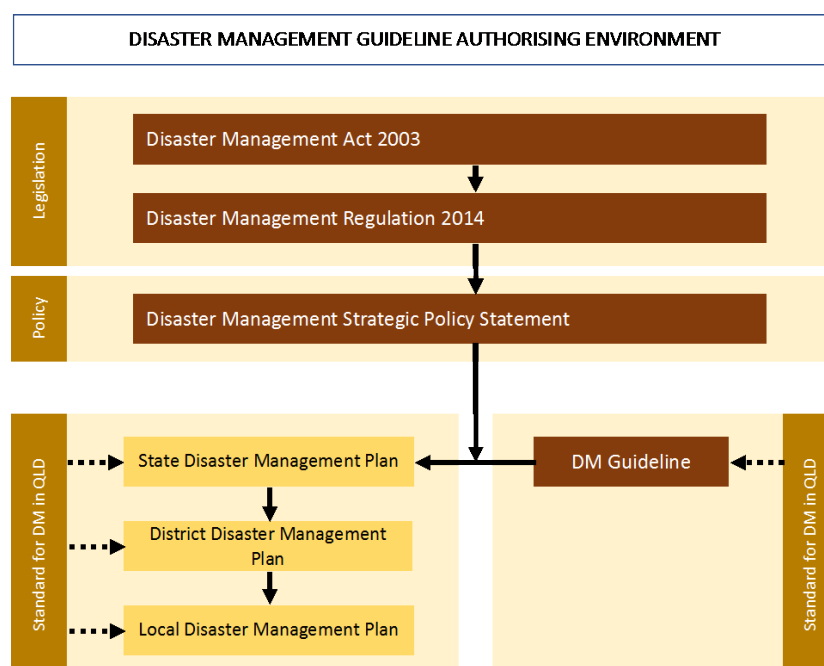 DISASTER MANAGEMENT GUIDELINE AUTHORISING ENVIRONMENT
Legislation
Disaster Management Act 2003
Disaster Management Regulation 2014
Policy
Disaster Management Strategic Policy Statement
Standard for DM in QLD
State Disaster Management Plan
District Disaster Management
Plan
Local Disaster Management Plan
DM Guideline
Standard for DM in QLD